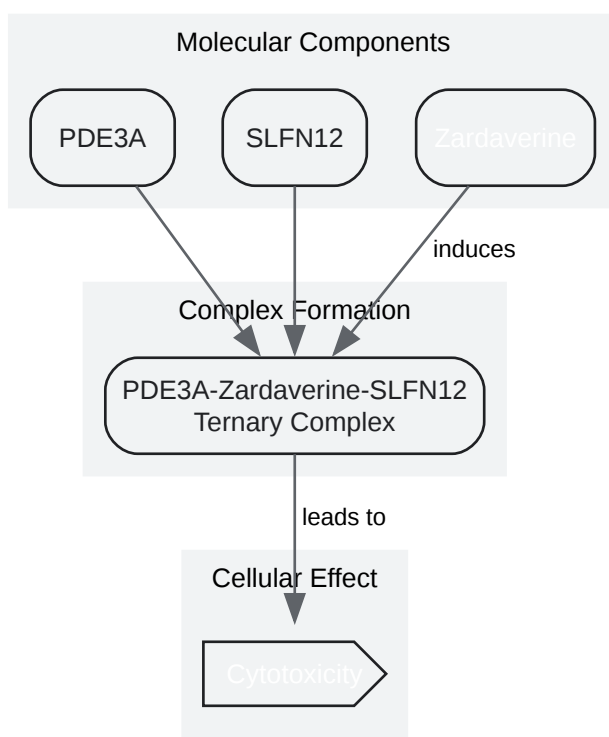 Molecular Components
PDE3A
SLFN12
Zardaverine
induces
Complex Formation
PDE3A-Zardaverine-SLFN12
Ternary Complex
leads to
Cellular Effect
Cytotoxicity